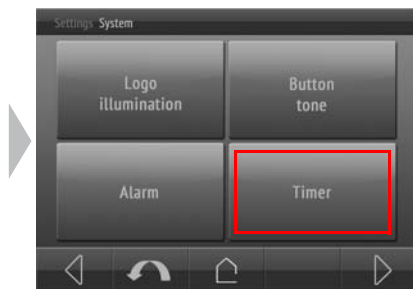 Settings System
Logo
illumination
Button
tone
Alarm
Timer